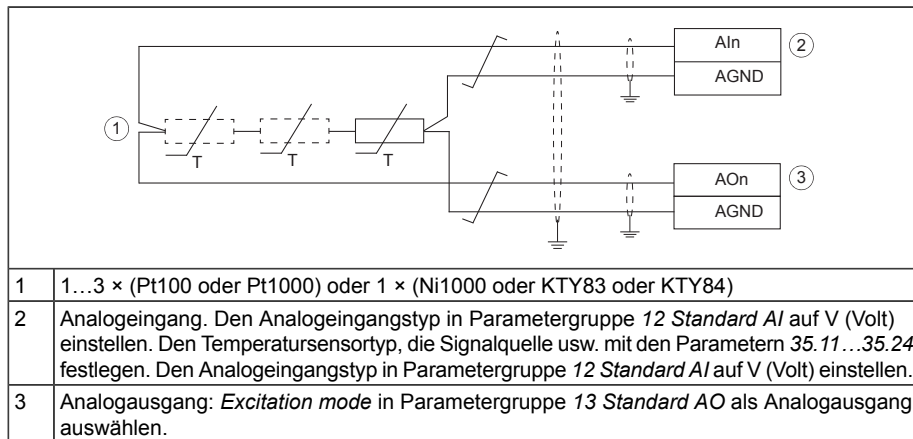 AIn
2
AGND
1
T
T
T
AOn
3
AGND
1 1…3 × (Pt100 oder Pt1000) oder 1 × (Ni1000 oder KTY83 oder KTY84)
2 Analogeingang. Den Analogeingangstyp in Parametergruppe 12 Standard AI auf V (Volt)
einstellen. Den Temperatursensortyp, die Signalquelle usw. mit den Parametern 35.11…35.24
festlegen. Den Analogeingangstyp in Parametergruppe 12 Standard AI auf V (Volt) einstellen.
3 Analogausgang: Excitation mode in Parametergruppe 13 Standard AO als Analogausgang
auswählen.